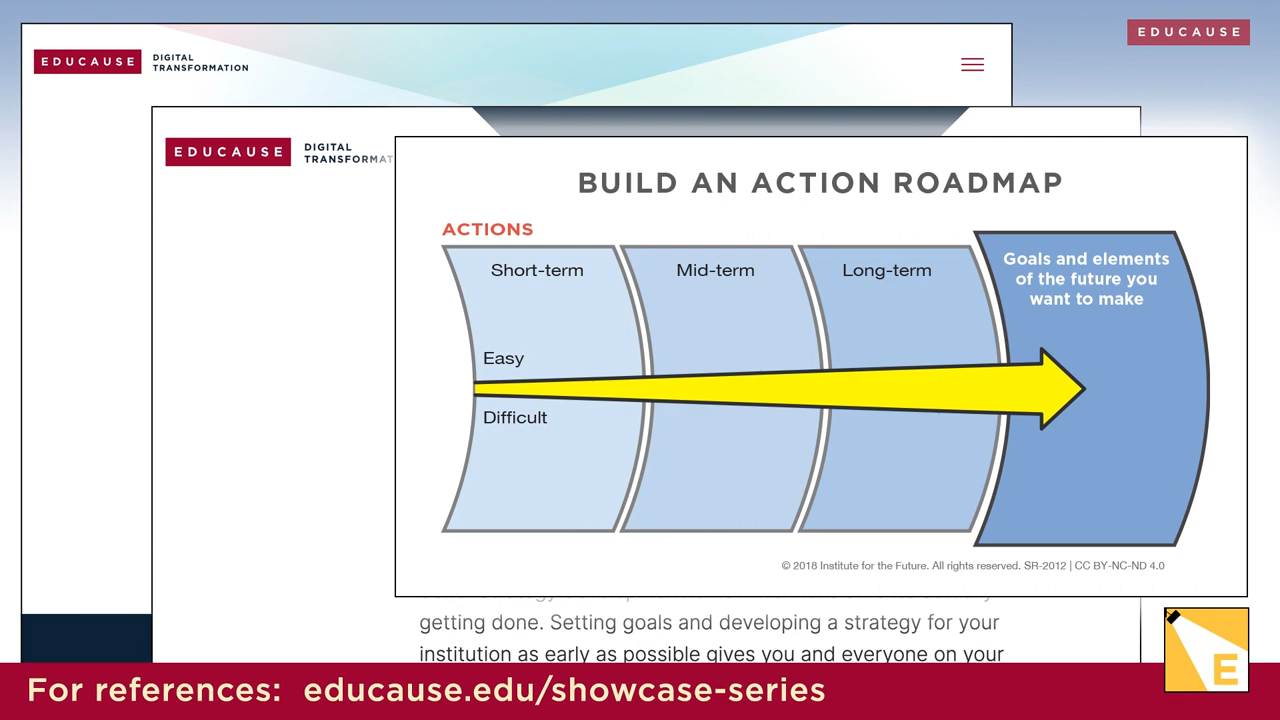 EDUCAUSE
DIGITAL
TRANSFORMATION
EDUCAUSE
EDUCAUSE
DIGITAL
TRANSFORMAT
BUILD AN ACTION ROADMAP
ACTIONS
Short-term
Mid-term
Long-term
Goals and elements
of the future you
want to make
Easy
Difficult
© 2018 Institute for the Future. All rights reserved. SR-2012 | CC BY-NC-ND 4.0
getting done. Setting goals and developing a strategy for your
institution as early as possible gives you and everyone on your
E
For references: educause.edu/showcase-series